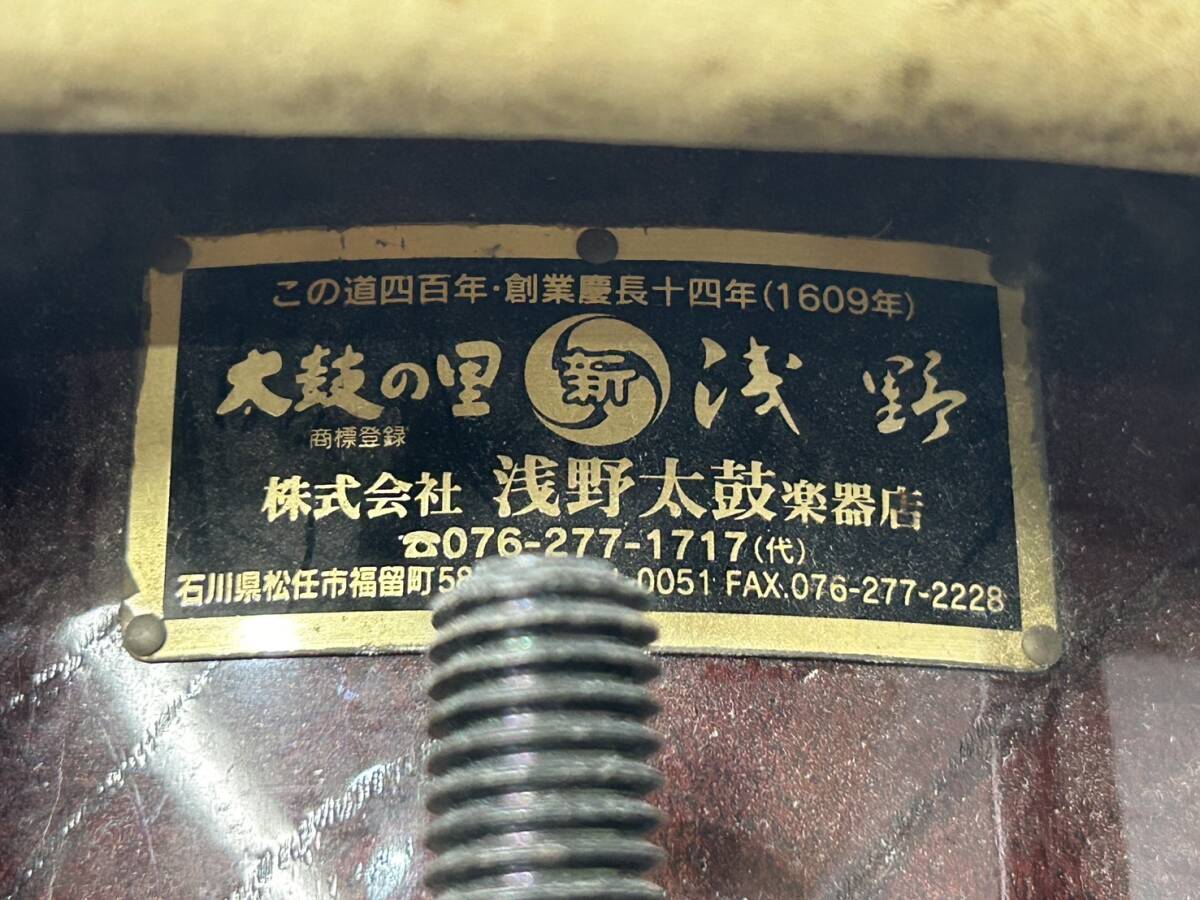 この道四百年・創業慶長十四年(1609年)
太鼓の里 新 浅野
商標登録
株式会社 浅野太鼓楽器店
☎076-277-1717(代)
石川県松任市福留町58 0051 FAX.076-277-2228